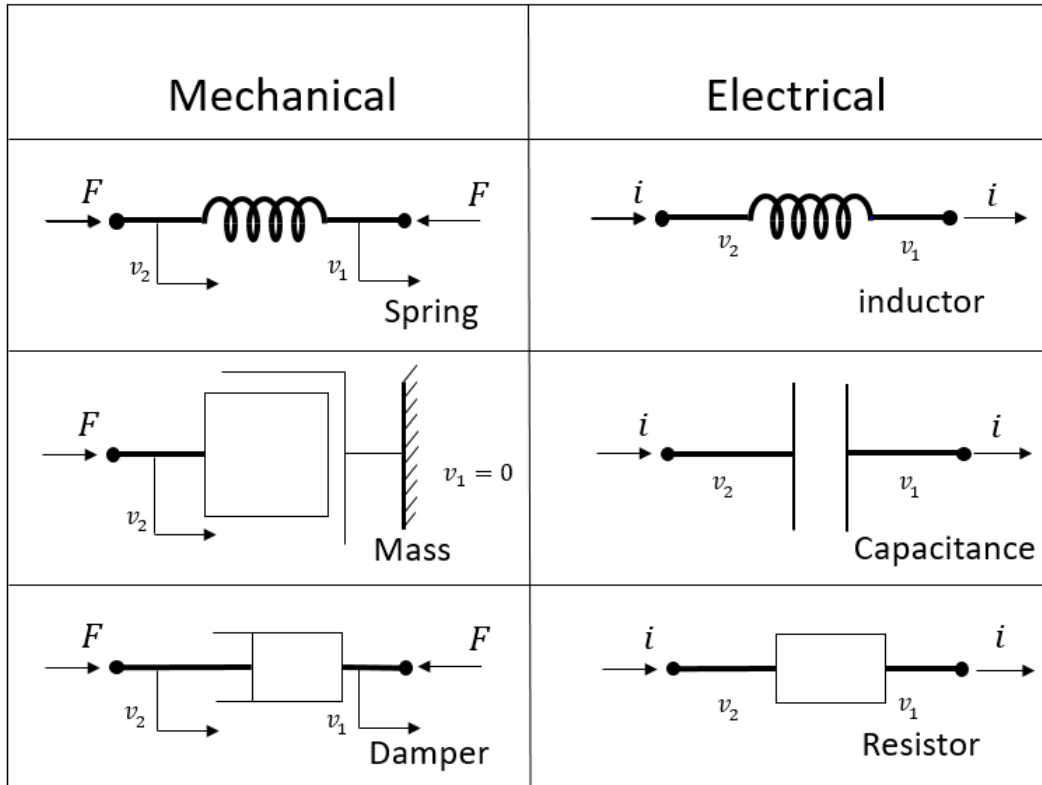 Mechanical Electrical
F F i i
v₂ v₁ v₂ v₁
Spring inductor
F i i
v₂ v₁ = 0 v₂ v₁
Mass Capacitance
F F i i
v₂ v₁ v₂ v₁
Damper Resistor